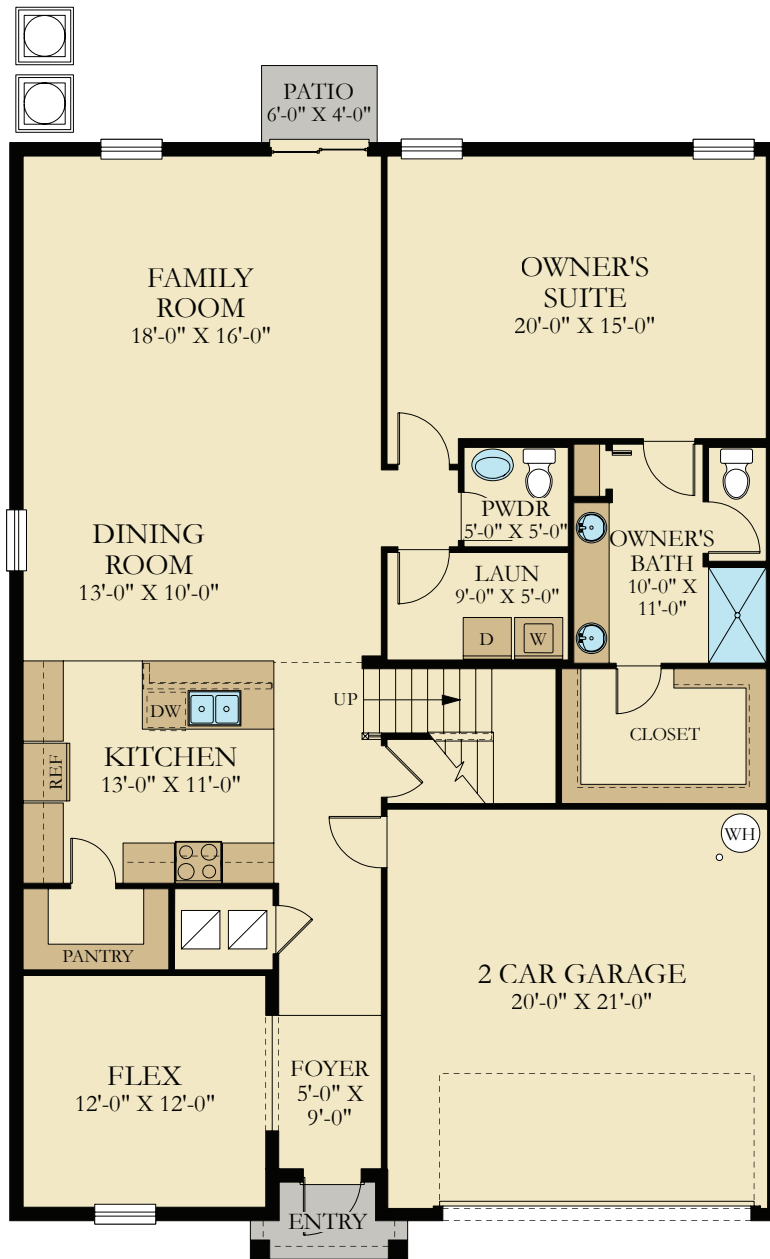 PATIO
6'-0" X 4'-0"
FAMILY
ROOM
18'-0" X 16'-0"
OWNER'S
SUITE
20'-0" X 15'-0"
DINING
ROOM
13'-0" X 10'-0"
PWDR
5'-0" X 5'-0"
OWNER'S
BATH
10'-0" X
11'-0"
LAUN
9'-0" X 5'-0"
D
W
UP
DW
KITCHEN
13'-0" X 11'-0"
REF
CLOSET
WH
PANTRY
2 CAR GARAGE
20'-0" X 21'-0"
FLEX
12'-0" X 12'-0"
FOYER
5'-0" X
9'-0"
ENTRY